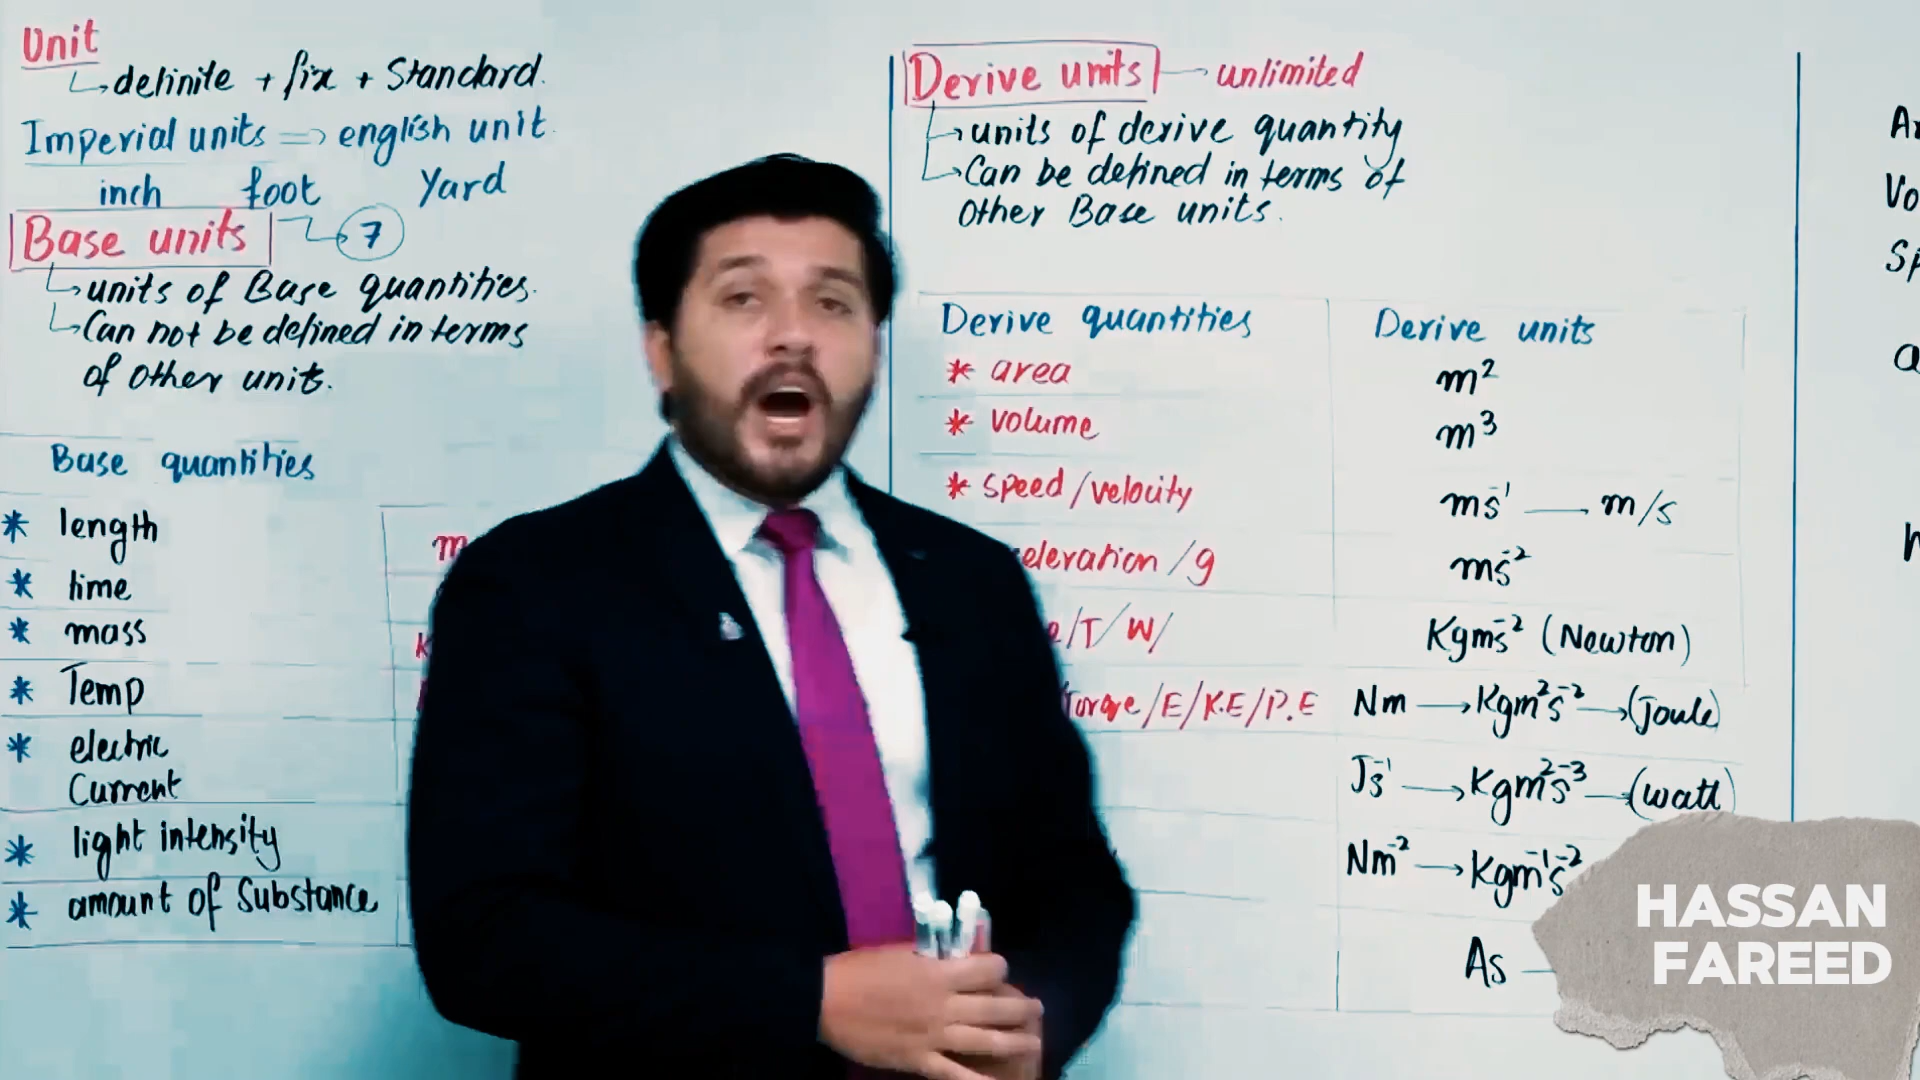 Unit
definite + fix + Standard.
Imperial units => english unit
inch foot Yard
Base units 7
units of Base quantities.
Can not be defined in terms
of other units.
Base quantities
* length
* time
* mass
* Temp
* electric
Current
* light intensity
* amount of Substance
Derive units unlimited
units of derive quantity
Can be defined in terms of
Other Base units.
Derive quantities Derive units
* area m²
* volume m³
* speed/velocity ms⁻¹ — m/s
eleration/g ms⁻²
/T/W/ Kgms⁻² (Newton)
Torqe/E/K.E/P.E Nm → Kgm²s⁻² → (joule)
Js⁻¹ → Kgm²s⁻³ → (watt)
Nm⁻² → Kgm⁻¹s⁻²
As
HASSAN
FAREED